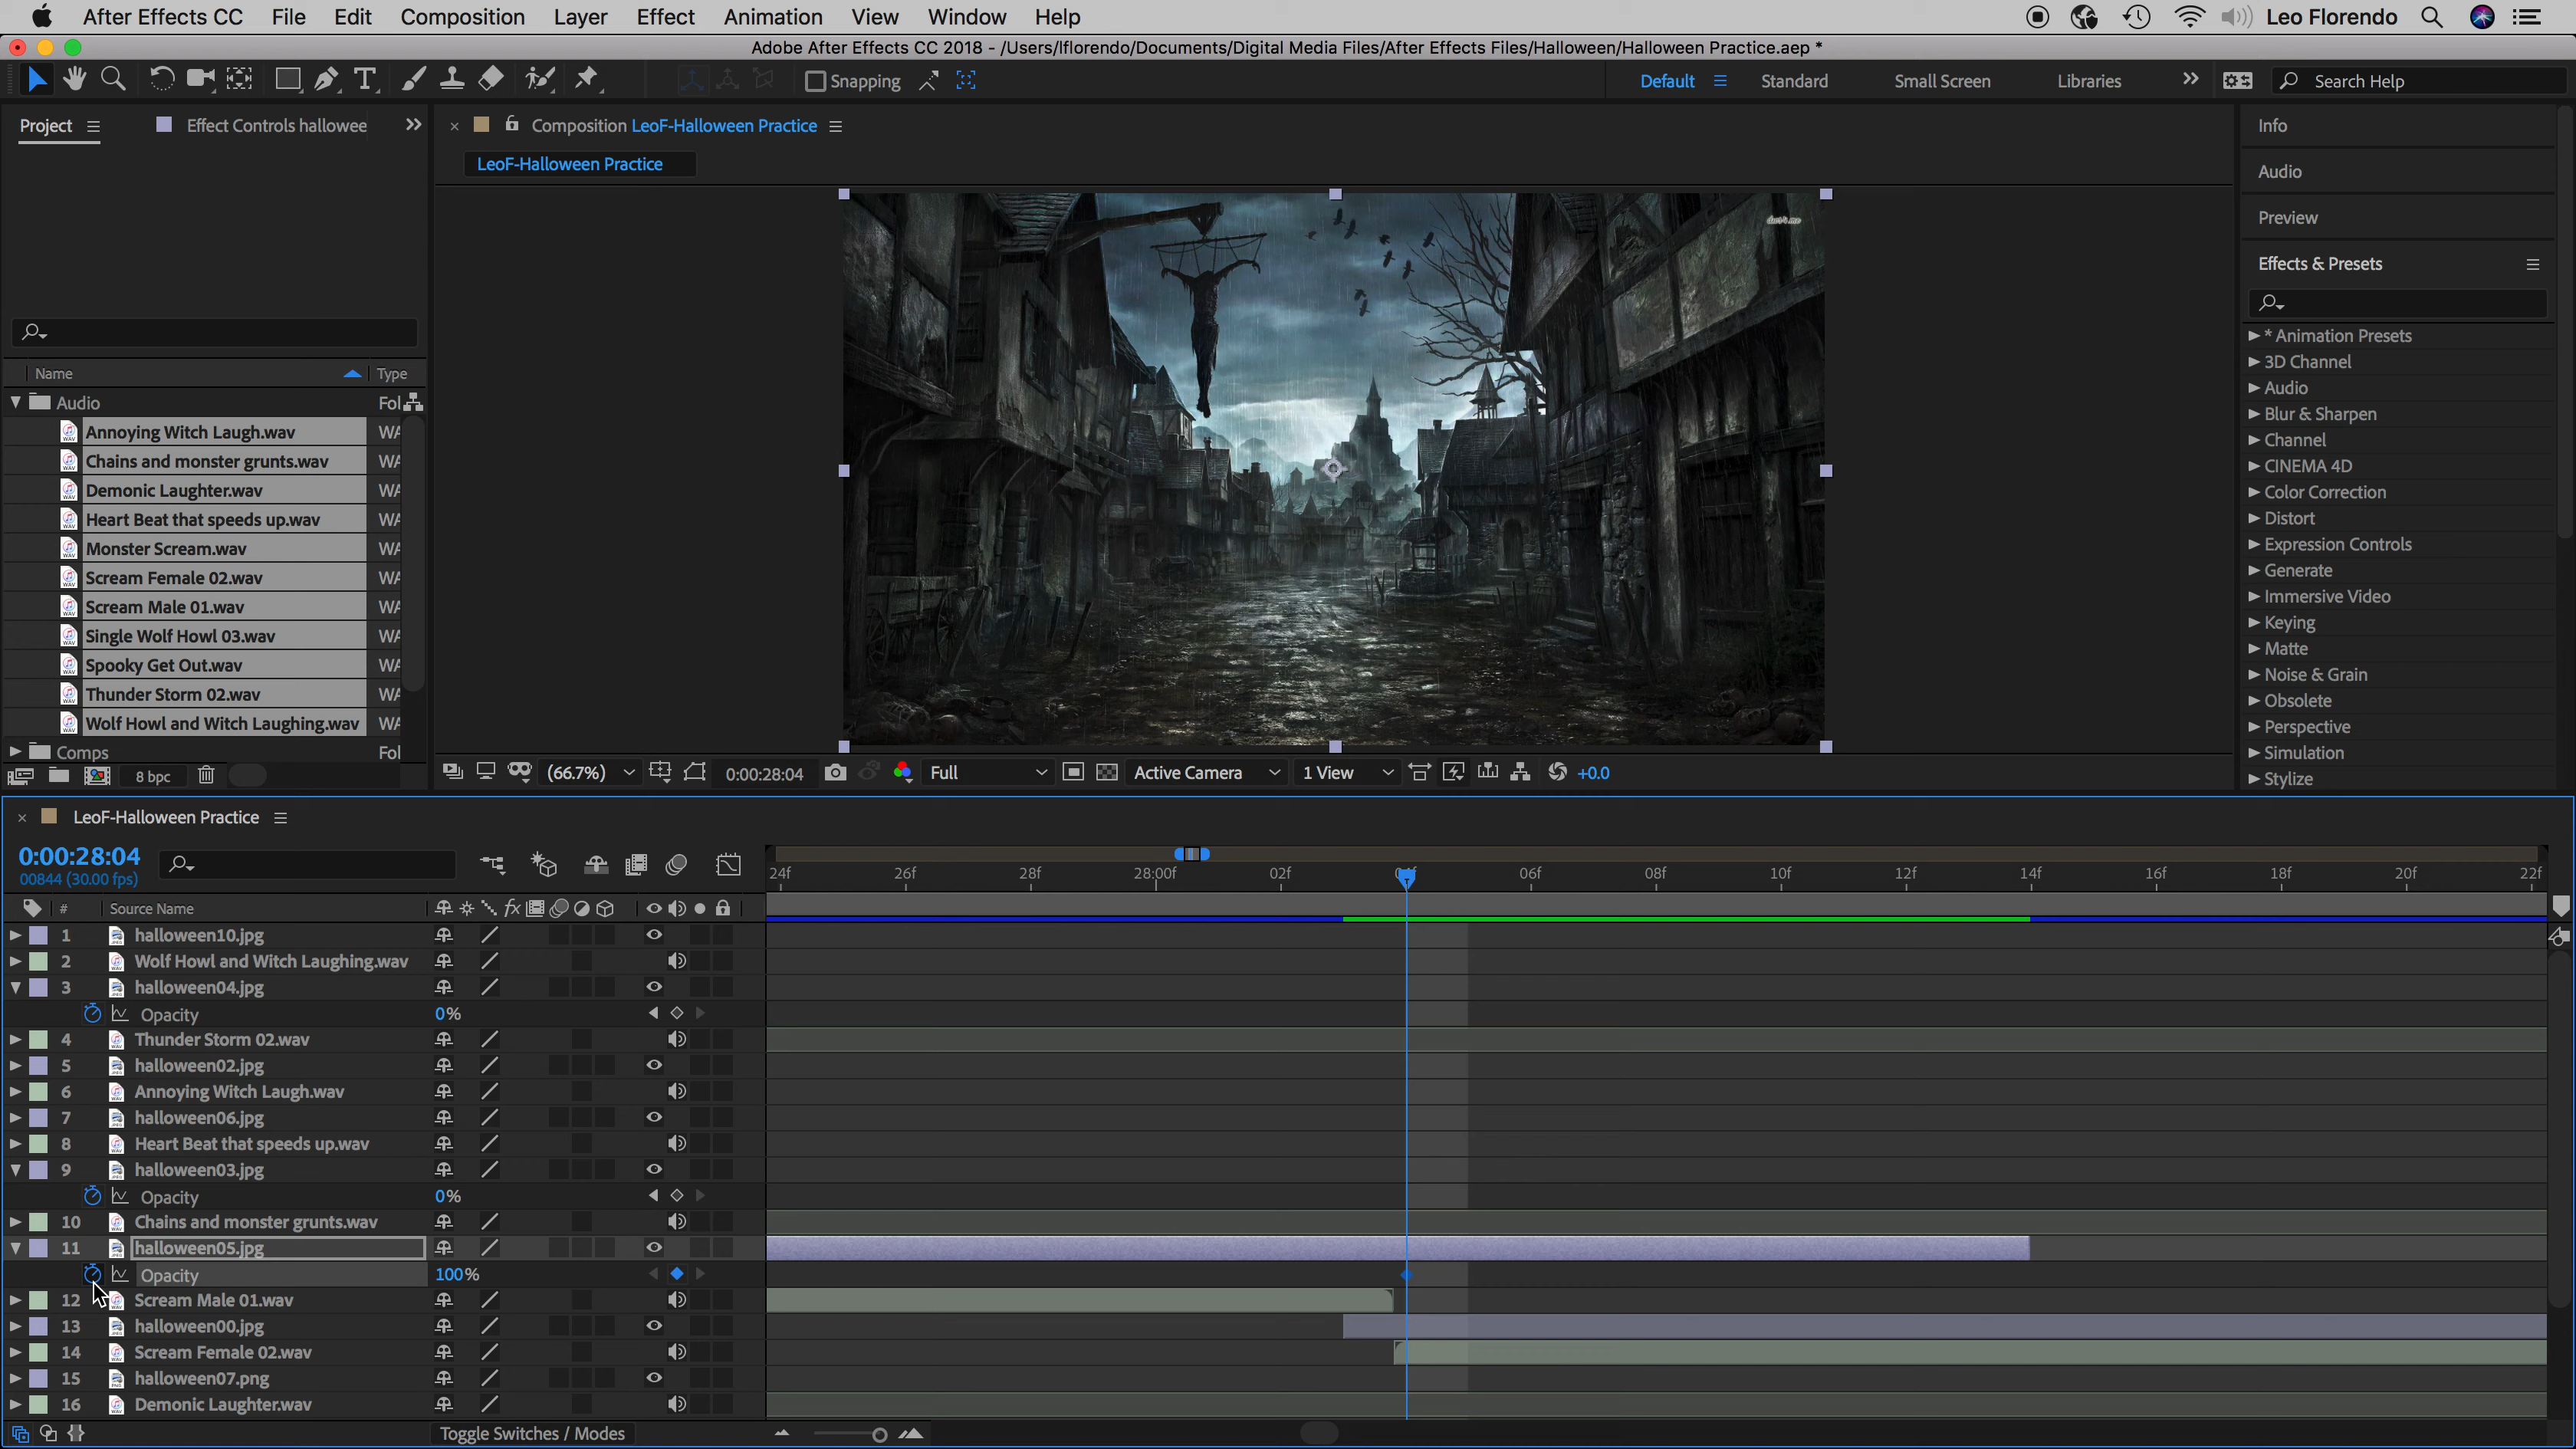 After Effects CC File Edit Composition Layer Effect Animation View Window Help Leo Florendo
Adobe After Effects CC 2018 - /Users/lflorendo/Documents/Digital Media Files/After Effects Files/Halloween/Halloween Practice.aep *
Snapping Default Standard Small Screen Libraries Search Help
Project Effect Controls hallowee
Composition LeoF-Halloween Practice
LeoF-Halloween Practice
Name Type
Audio Fol
Annoying Witch Laugh.wav WA
Chains and monster grunts.wav WA
Demonic Laughter.wav WA
Heart Beat that speeds up.wav WA
Monster Scream.wav WA
Scream Female 02.wav WA
Scream Male 01.wav WA
Single Wolf Howl 03.wav WA
Spooky Get Out.wav WA
Thunder Storm 02.wav WA
Wolf Howl and Witch Laughing.wav WA
Comps Fol
8 bpc
(66.7%) 0:00:28:04 Full Active Camera 1 View +0.0
Info
Audio
Preview
Effects & Presets
* Animation Presets
3D Channel
Audio
Blur & Sharpen
Channel
CINEMA 4D
Color Correction
Distort
Expression Controls
Generate
Immersive Video
Keying
Matte
Noise & Grain
Obsolete
Perspective
Simulation
Stylize
LeoF-Halloween Practice
0:00:28:04
00844 (30.00 fps)
24f 26f 28f 28:00f 02f 06f 08f 10f 12f 14f 16f 18f 20f 22f
# Source Name fx
1 halloween10.jpg
2 Wolf Howl and Witch Laughing.wav
3 halloween04.jpg
Opacity 0%
4 Thunder Storm 02.wav
5 halloween02.jpg
6 Annoying Witch Laugh.wav
7 halloween06.jpg
8 Heart Beat that speeds up.wav
9 halloween03.jpg
Opacity 0%
10 Chains and monster grunts.wav
11 halloween05.jpg
Opacity 100%
12 Scream Male 01.wav
13 halloween00.jpg
14 Scream Female 02.wav
15 halloween07.png
16 Demonic Laughter.wav
Toggle Switches / Modes